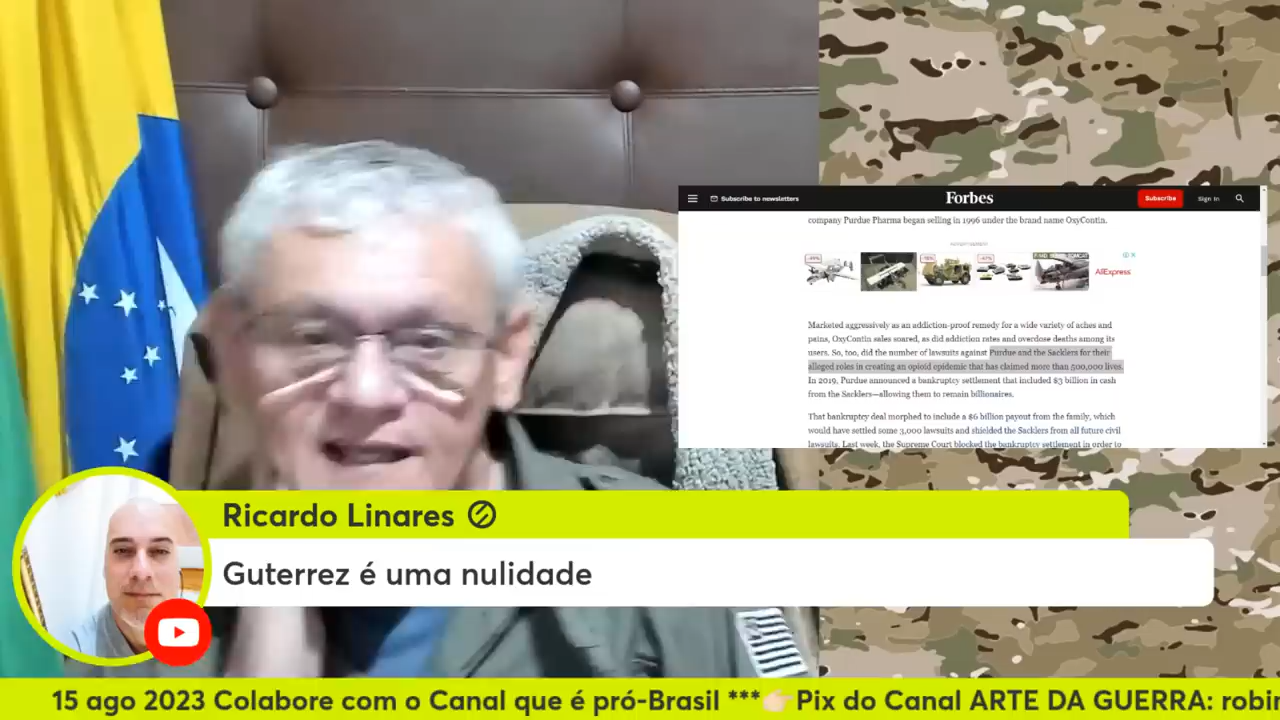 Subscribe to newsletters
Forbes
Subscribe
Sign In
company Purdue Pharma began selling in 1996 under the brand name OxyContin.
ADVERTISEMENT
AliExpress
Marketed aggressively as an addiction-proof remedy for a wide variety of aches and
pains, OxyContin sales soared, as did addiction rates and overdose deaths among its
users. So, too, did the number of lawsuits against Purdue and the Sacklers for their
alleged roles in creating an opioid epidemic that has claimed more than 500,000 lives.
In 2019, Purdue announced a bankruptcy settlement that included $3 billion in cash
from the Sacklers—allowing them to remain billionaires.
That bankruptcy deal morphed to include a $6 billion payout from the family, which
would have settled some 3,000 lawsuits and shielded the Sacklers from all future civil
lawsuits. Last week, the Supreme Court blocked the bankruptcy settlement in order to
Ricardo Linares
Guterrez é uma nulidade
15 ago 2023 Colabore com o Canal que é pró-Brasil ***👉Pix do Canal ARTE DA GUERRA: robin